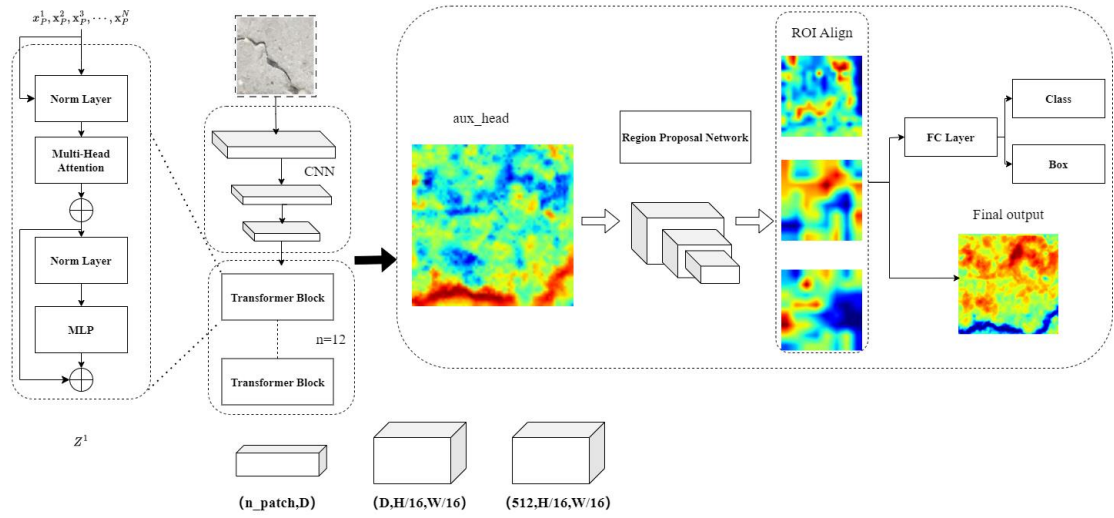 x_P^1, x_P^2, x_P^3, ⋯, x_P^N
Norm Layer
Multi-Head
Attention
Norm Layer
MLP
Z^1
CNN
Transformer Block
n=12
Transformer Block
(n_patch,D)
(D,H/16,W/16)
(512,H/16,W/16)
aux_head
Region Proposal Network
ROI Align
FC Layer
Class
Box
Final output